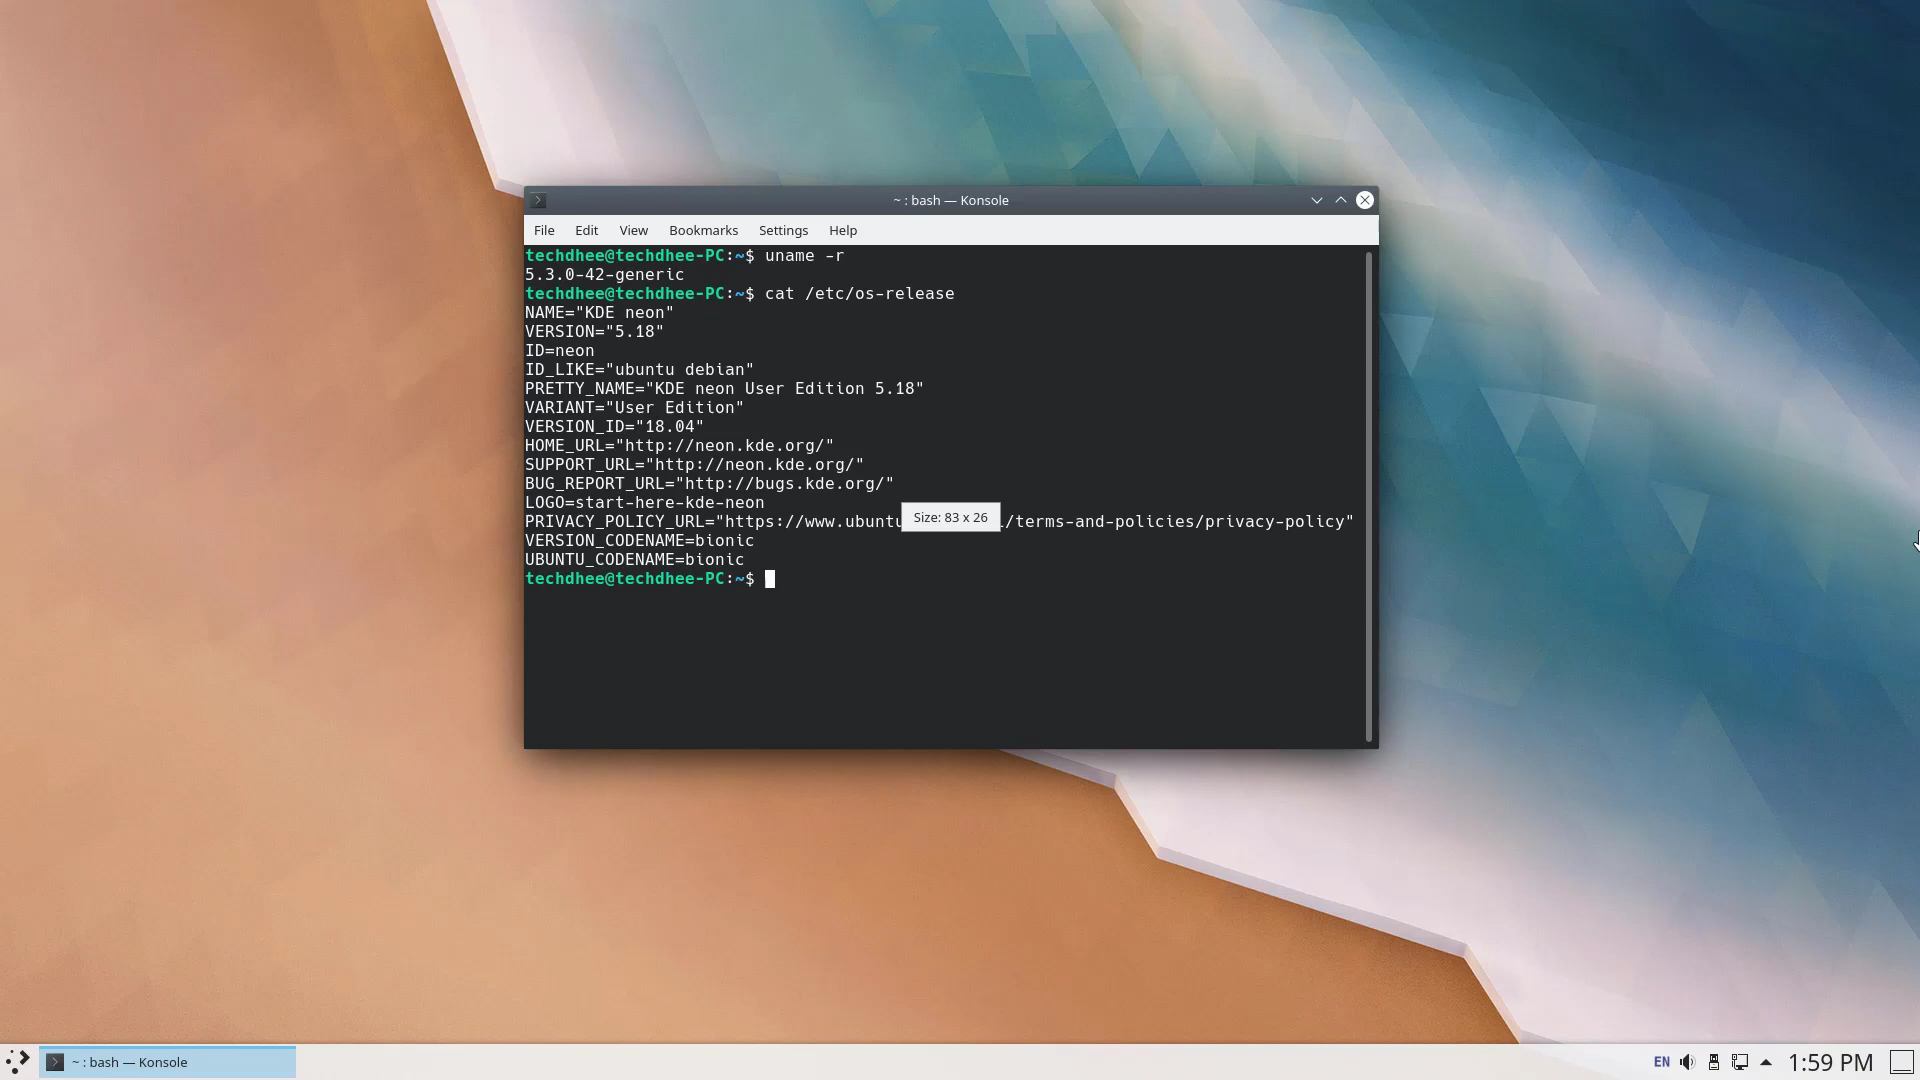 ~ : bash — Konsole
File Edit View Bookmarks Settings Help
techdhee@techdhee-PC:~$ uname -r
5.3.0-42-generic
techdhee@techdhee-PC:~$ cat /etc/os-release
NAME="KDE neon"
VERSION="5.18"
ID=neon
ID_LIKE="ubuntu debian"
PRETTY_NAME="KDE neon User Edition 5.18"
VARIANT="User Edition"
VERSION_ID="18.04"
HOME_URL="http://neon.kde.org/"
SUPPORT_URL="http://neon.kde.org/"
BUG_REPORT_URL="http://bugs.kde.org/"
LOGO=start-here-kde-neon
Size: 83 x 26
PRIVACY_POLICY_URL="https://www.ubuntu /terms-and-policies/privacy-policy"
VERSION_CODENAME=bionic
UBUNTU_CODENAME=bionic
techdhee@techdhee-PC:~$
~ : bash — Konsole
EN
1:59 PM